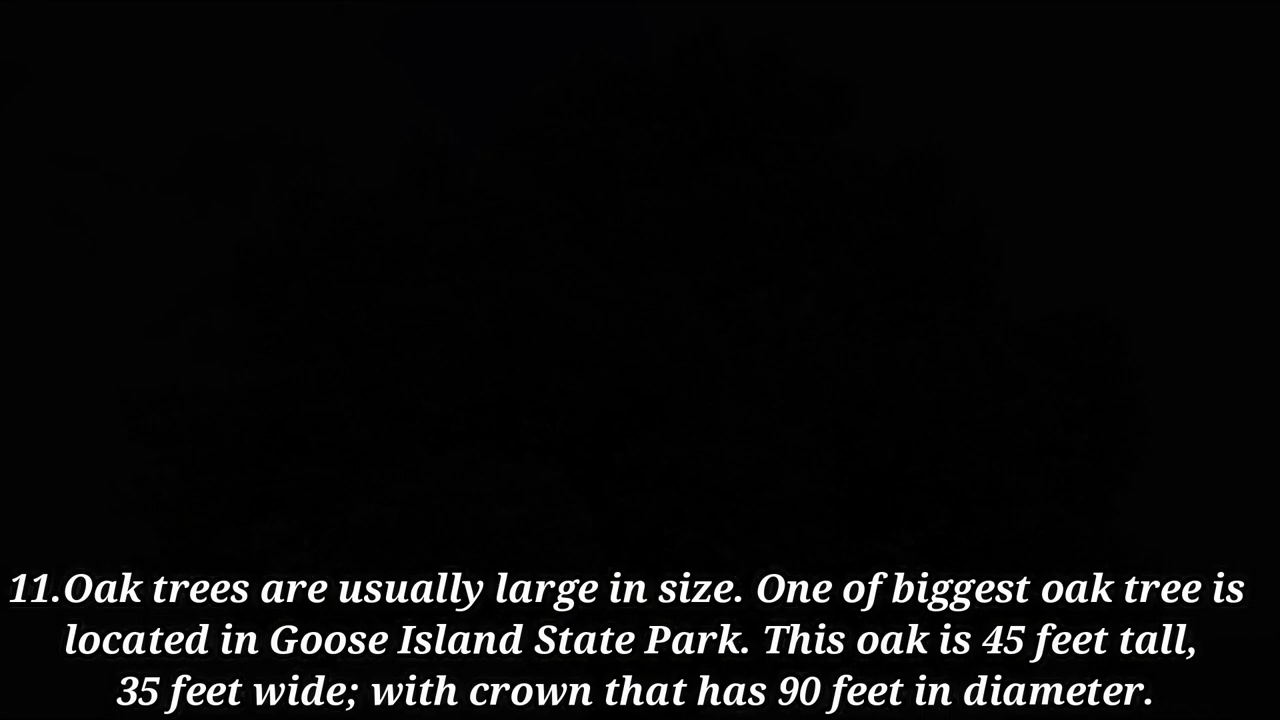 11.Oak trees are usually large in size. One of biggest oak tree is
located in Goose Island State Park. This oak is 45 feet tall,
35 feet wide; with crown that has 90 feet in diameter.